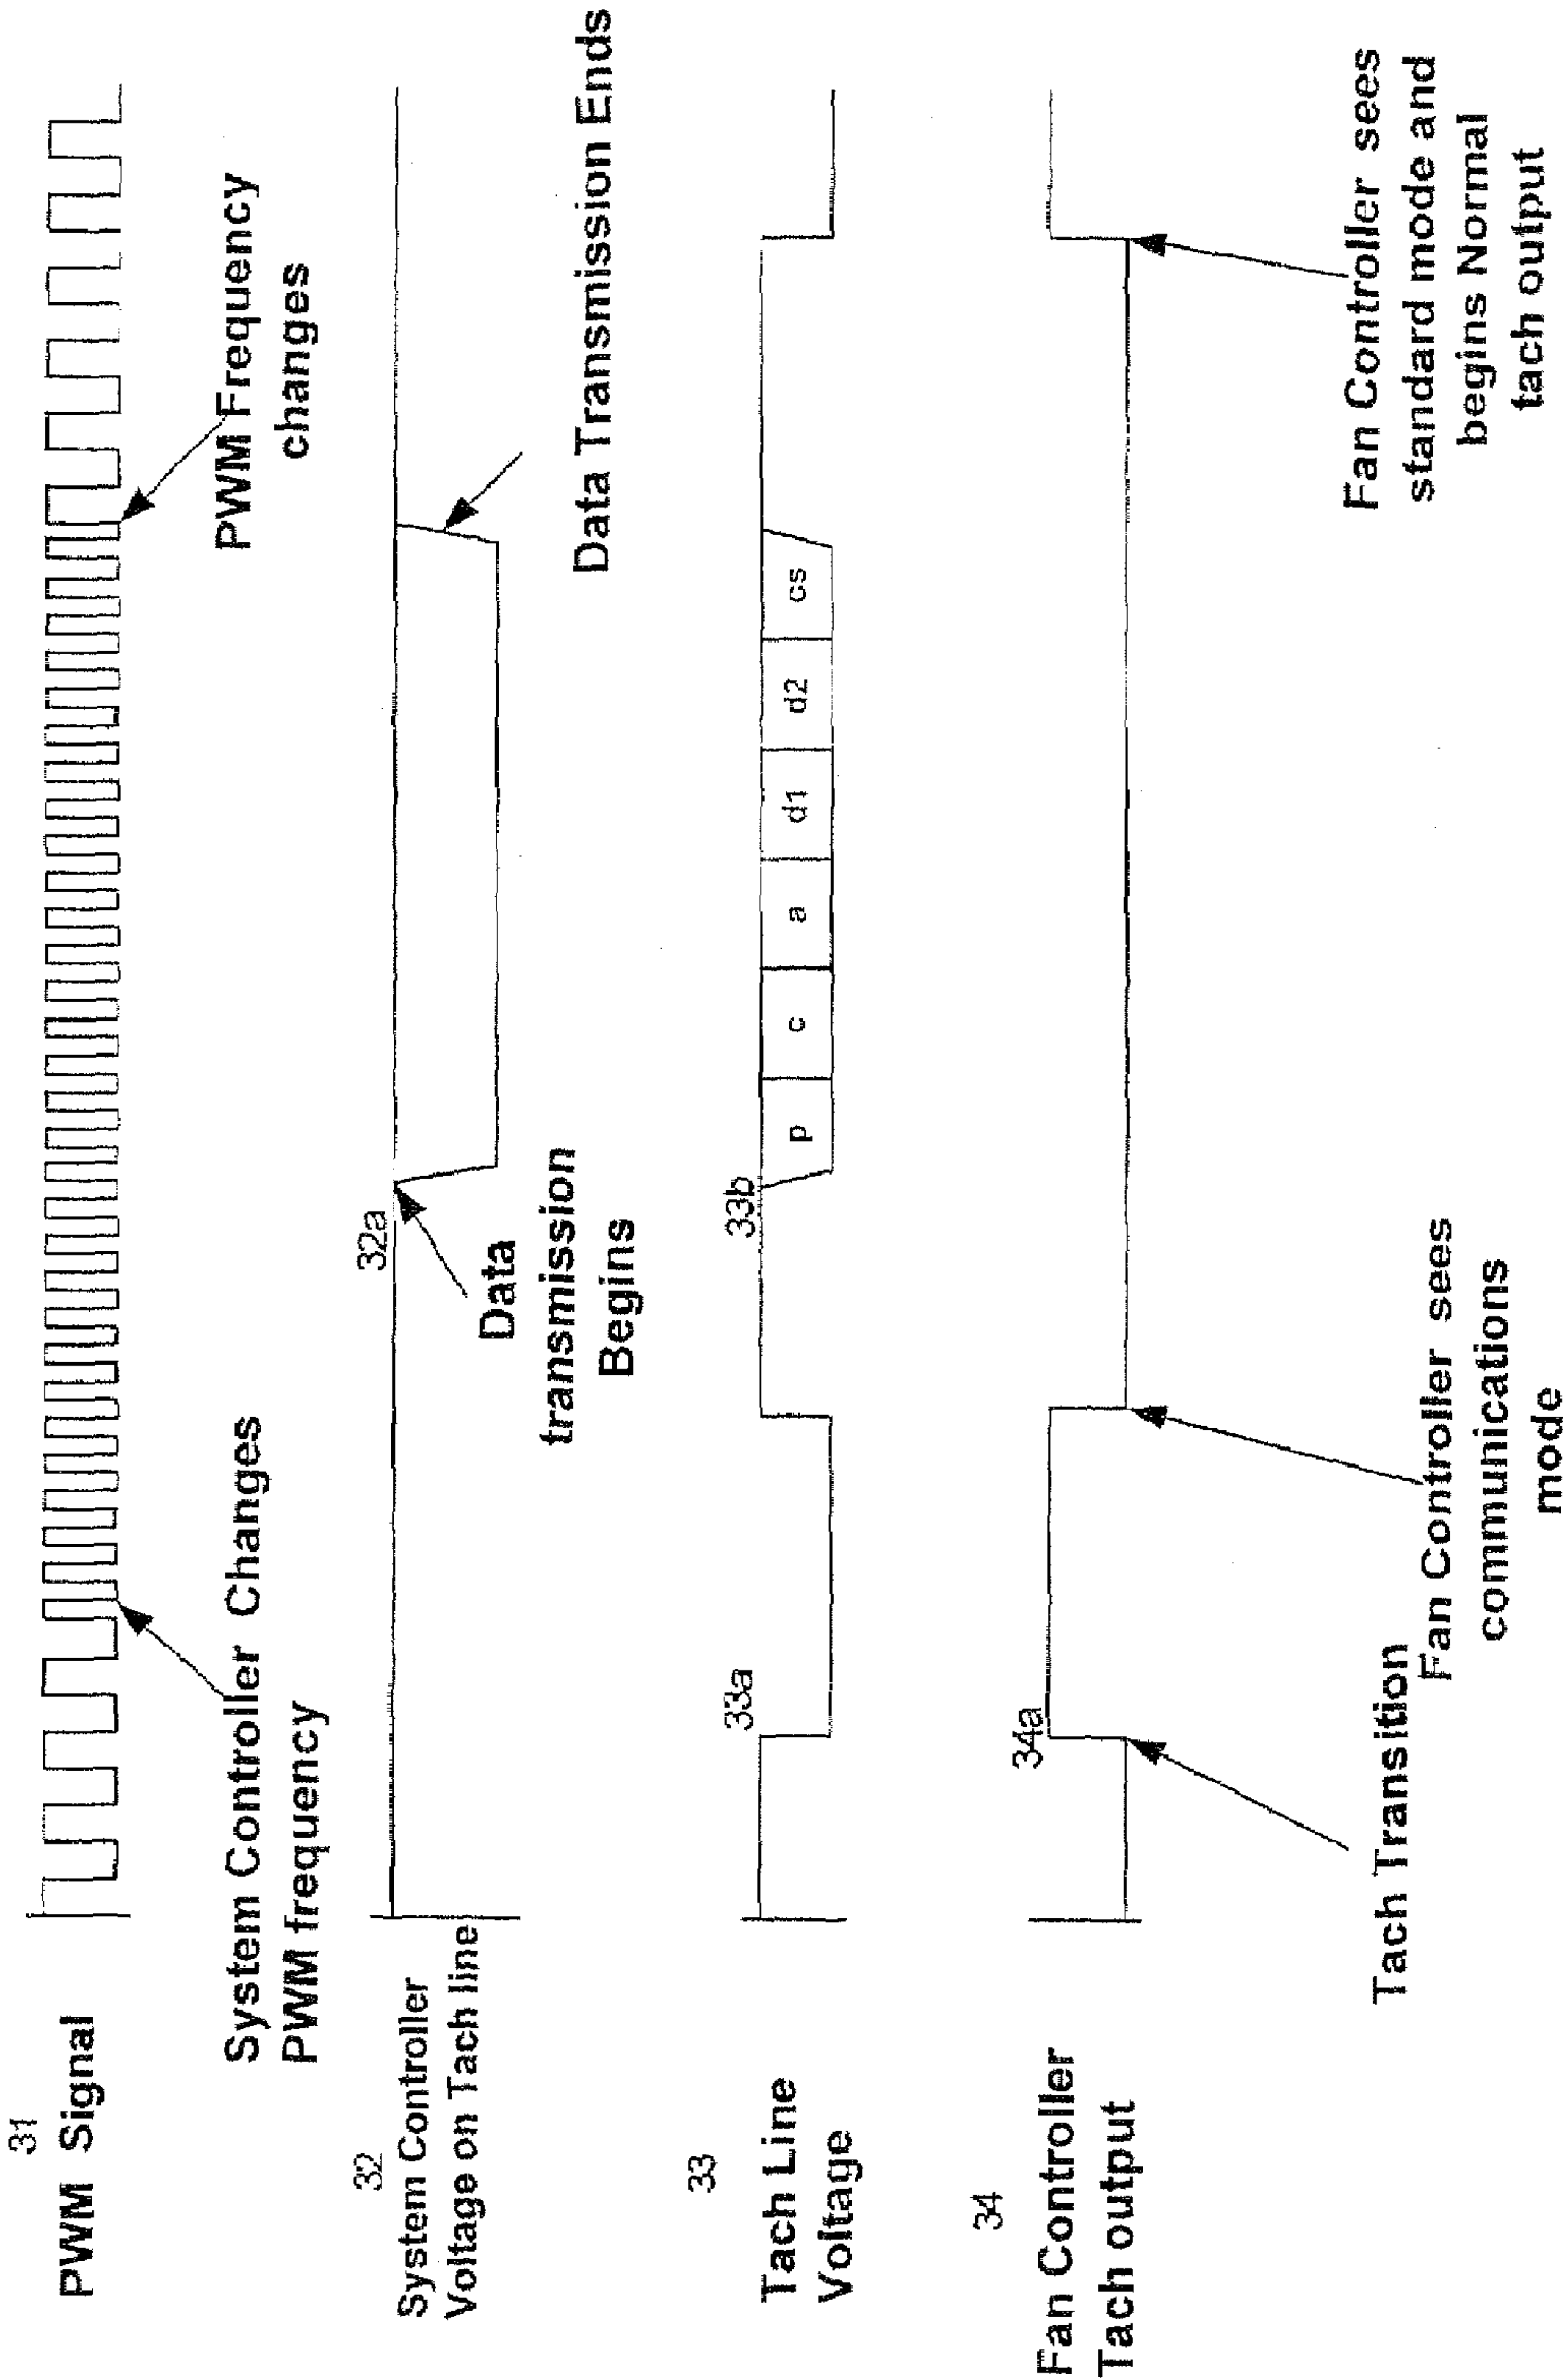 31
PWM Signal
System Controller Changes
PWM frequency
PWM Frequency
changes
32
System Controller
Voltage on Tach line
32a
Data
transmission
Begins
Data Transmission Ends
33
Tach Line
Voltage
33a
33b
p
c
a
d1
d2
cs
34
Fan Controller
Tach output
34a
Tach Transition
Fan Controller sees
communications
mode
Fan Controller sees
standard mode and
begins Normal
tach output